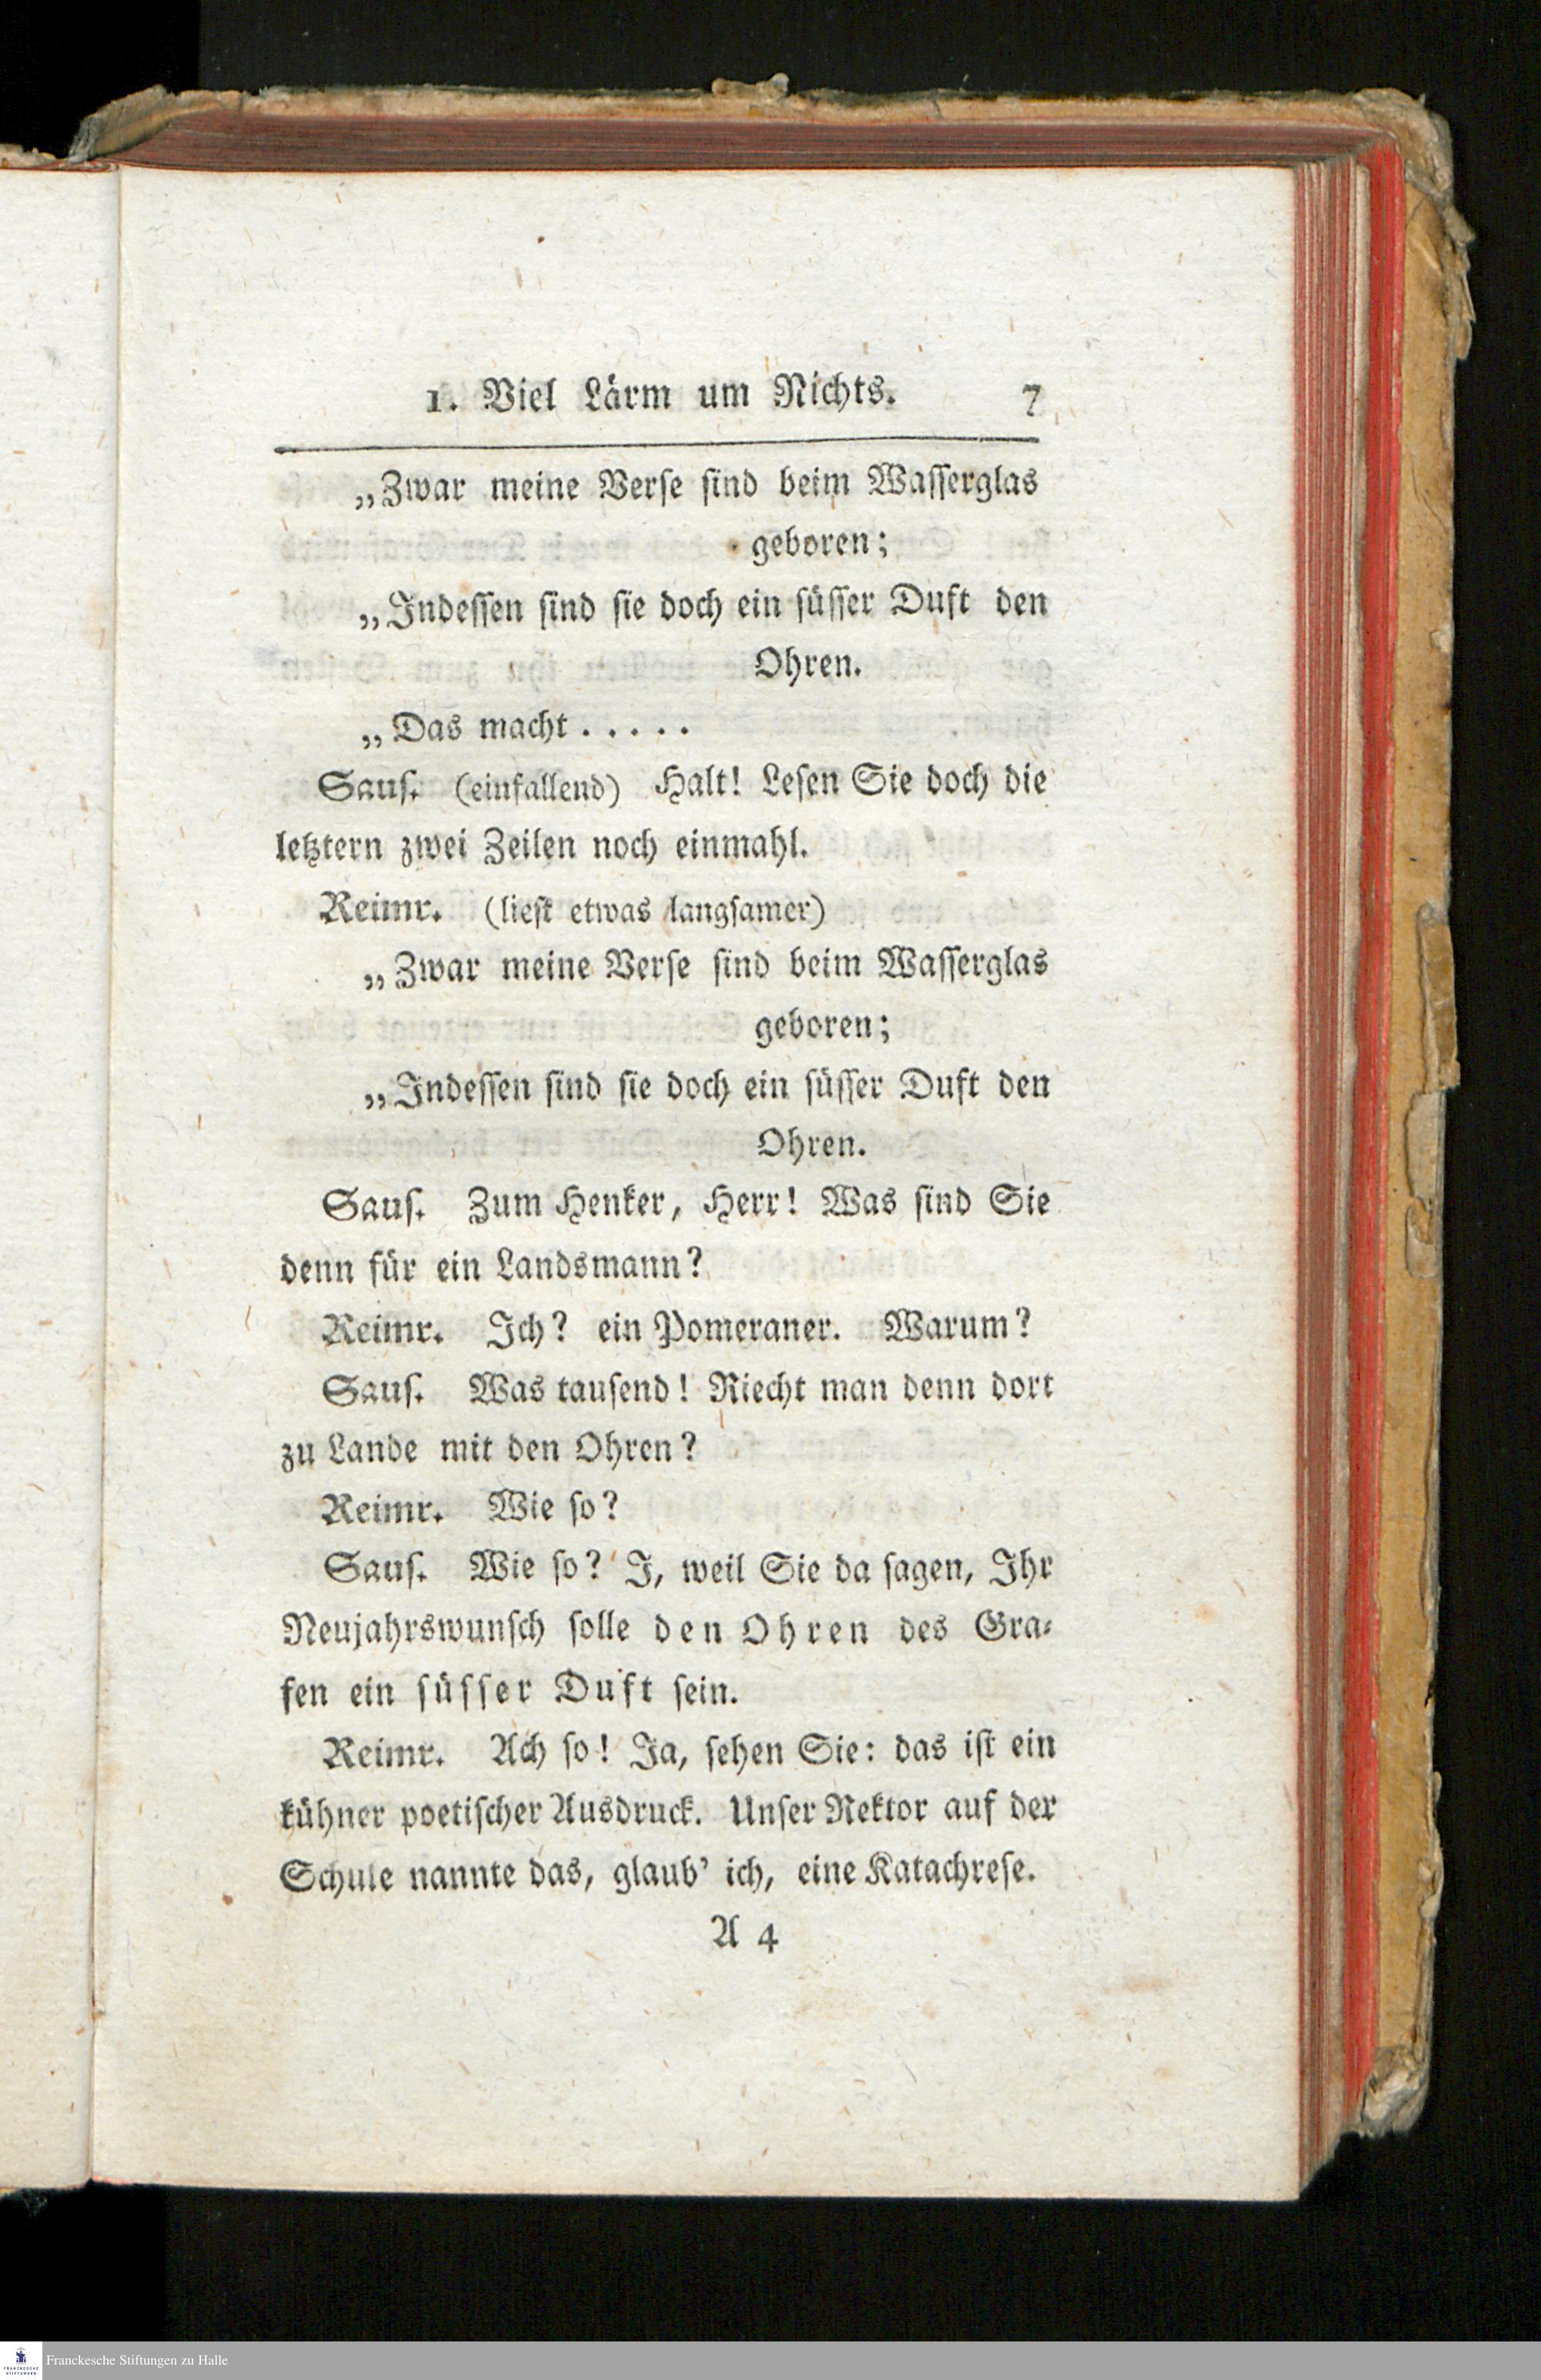 1. Viel Lärm um Nichts. 7
„Zwar meine Verse sind beim Wasserglas
geboren;
„Indessen sind sie doch ein süsser Duft den
Ohren.
„Das macht . . . . .
Saus. (einfallend) Halt! Lesen Sie doch die
letztern zwei Zeilen noch einmahl.
Reimr. (liest etwas langsamer)
„Zwar meine Verse sind beim Wasserglas
geboren;
„Indessen sind sie doch ein süsser Duft den
Ohren.
Saus. Zum Henker, Herr! Was sind Sie
denn für ein Landsmann?
Reimr. Ich? ein Pomeraner. Warum?
Saus. Was tausend! Riecht man denn dort
zu Lande mit den Ohren?
Reimr. Wie so?
Saus. Wie so? I, weil Sie da sagen, Ihr
Neujahrswunsch solle den Ohren des Gra-
fen ein süsser Duft sein.
Reimr. Ach so! Ja, sehen Sie: das ist ein
kühner poetischer Ausdruck. Unser Rektor auf der
Schule nannte das, glaub' ich, eine Katachrese.
A 4
FRANCKESCHE STIFTUNGEN
Franckesche Stiftungen zu Halle